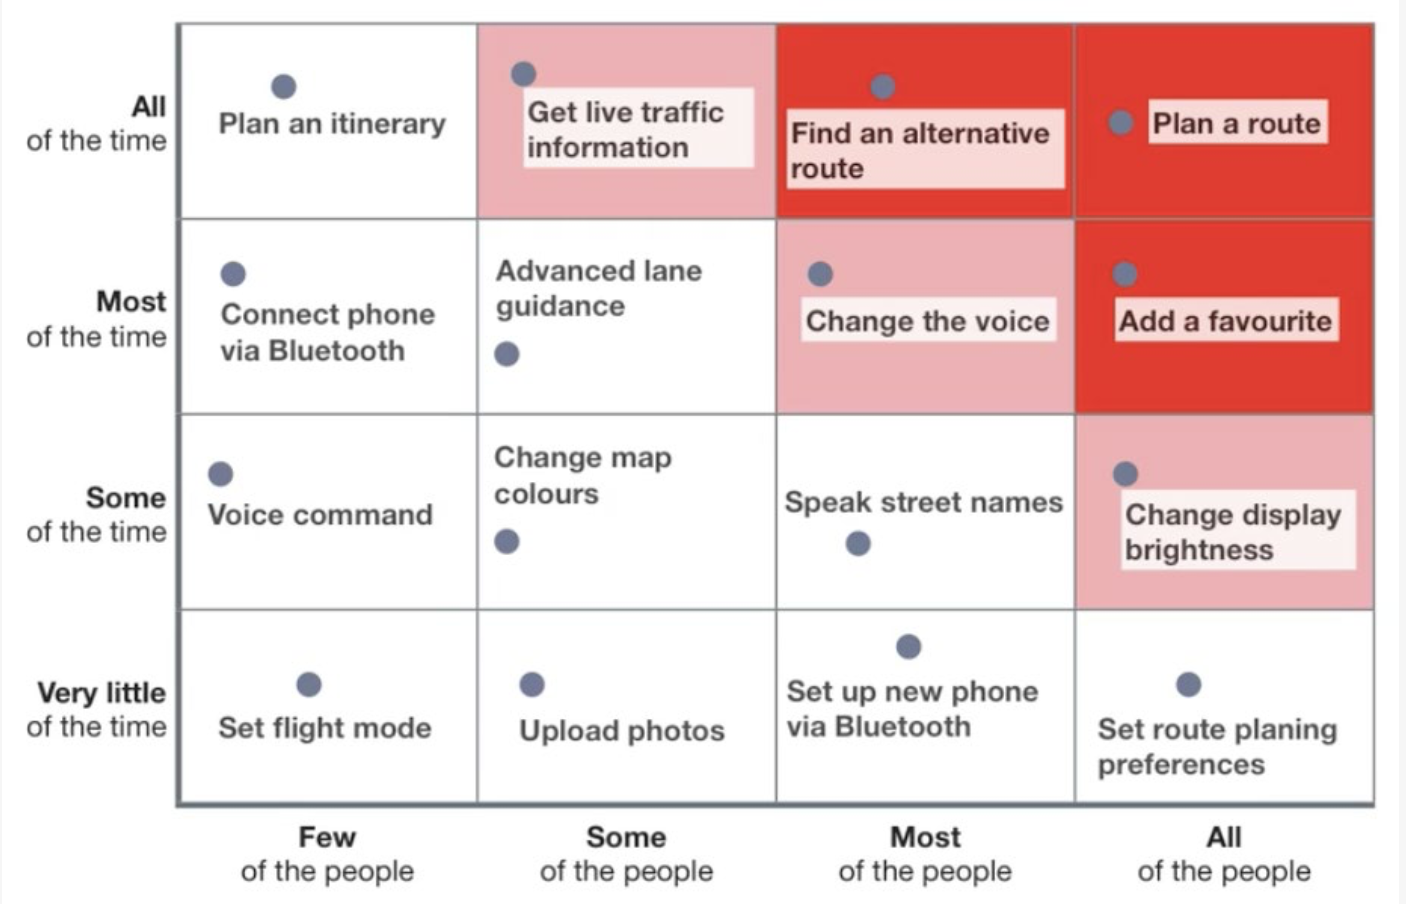 All
of the time
Plan an itinerary
Get live traffic
information
Find an alternative
route
Plan a route
Most
of the time
Connect phone
via Bluetooth
Advanced lane
guidance
Change the voice
Add a favourite
Some
of the time
Voice command
Change map
colours
Speak street names
Change display
brightness
Very little
of the time
Set flight mode
Upload photos
Set up new phone
via Bluetooth
Set route planing
preferences
Few
of the people
Some
of the people
Most
of the people
All
of the people